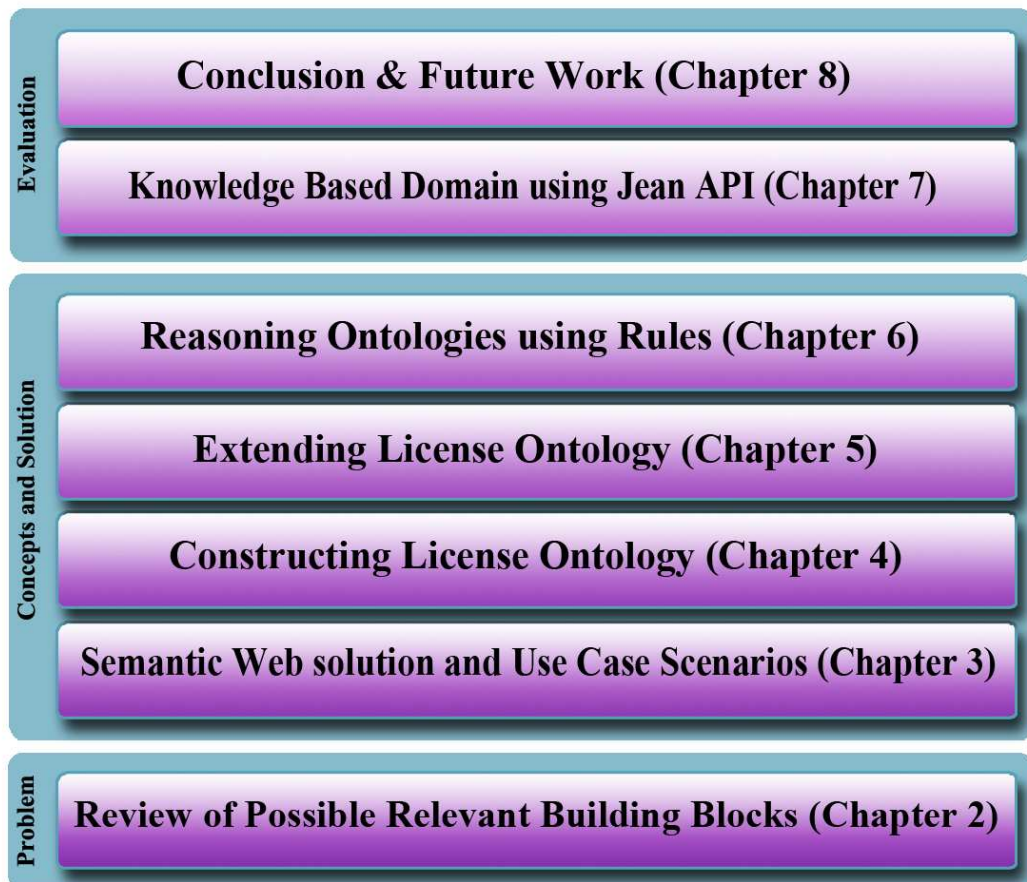 Evaluation
Conclusion & Future Work (Chapter 8)
Knowledge Based Domain using Jean API (Chapter 7)
Concepts and Solution
Reasoning Ontologies using Rules (Chapter 6)
Extending License Ontology (Chapter 5)
Constructing License Ontology (Chapter 4)
Semantic Web solution and Use Case Scenarios (Chapter 3)
Problem
Review of Possible Relevant Building Blocks (Chapter 2)